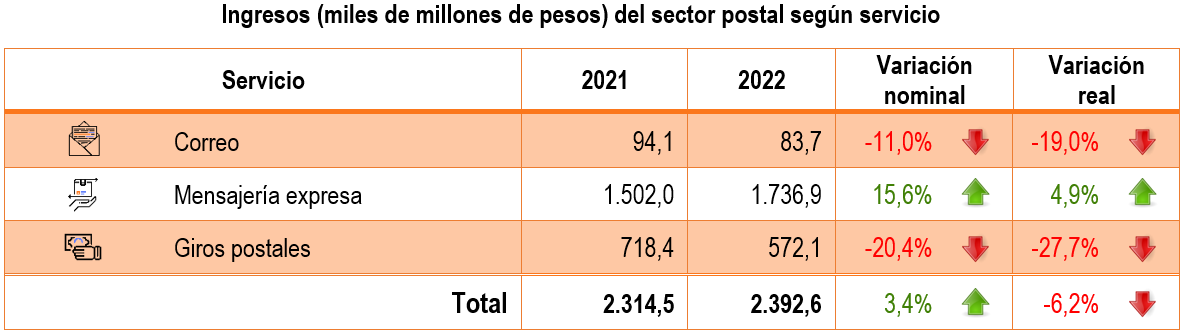 Ingresos (miles de millones de pesos) del sector postal según servicio
Servicio 2021 2022 Variación nominal Variación real
Correo 94,1 83,7 -11,0% -19,0%
Mensajería expresa 1.502,0 1.736,9 15,6% 4,9%
Giros postales 718,4 572,1 -20,4% -27,7%
Total 2.314,5 2.392,6 3,4% -6,2%